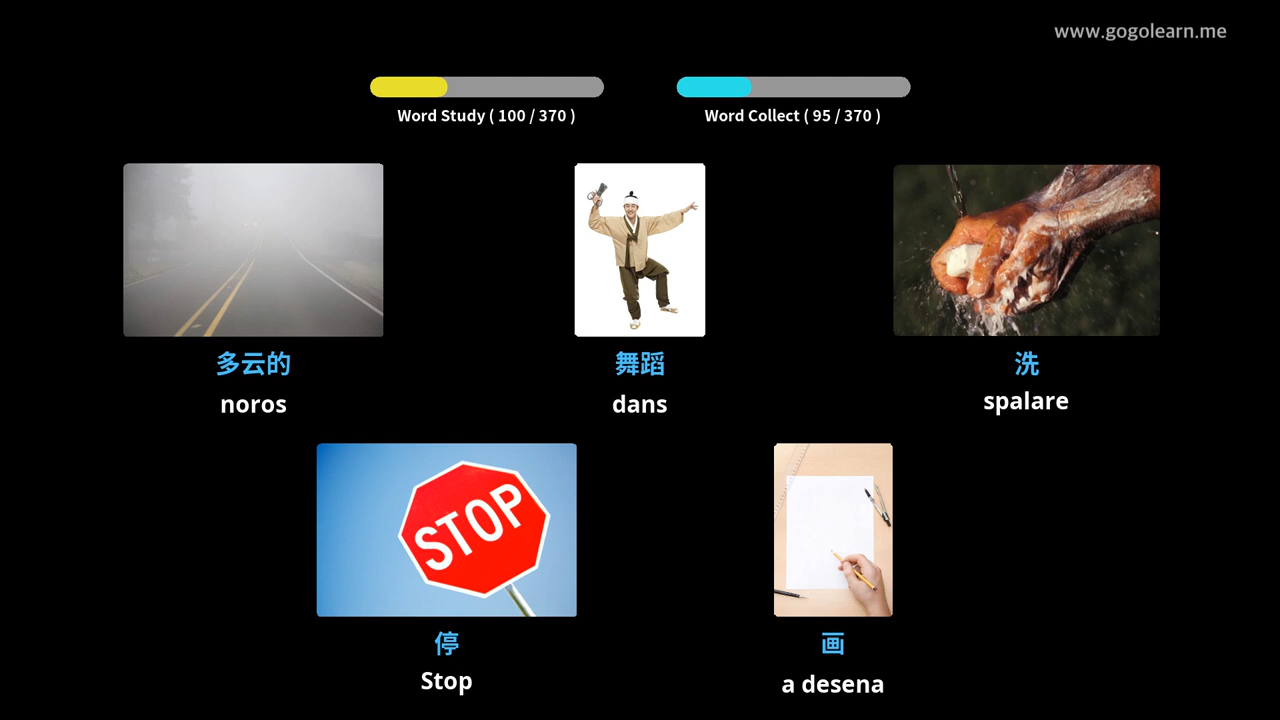 www.gogolearn.me
Word Study ( 100 / 370 )
Word Collect ( 95 / 370 )
多云的
noros
舞蹈
dans
洗
spalare
STOP
停
Stop
画
a desena